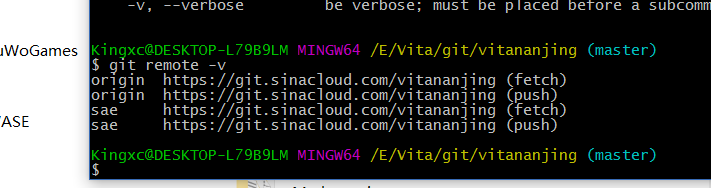 -v, --verbose be verbose; must be placed before a subcomm
uWoGames
Kingxc@DESKTOP-L79B9LM MINGW64 /E/Vita/git/vitananjing (master)
$ git remote -v
origin https://git.sinacloud.com/vitananjing (fetch)
origin https://git.sinacloud.com/vitananjing (push)
sae https://git.sinacloud.com/vitananjing (fetch)
sae https://git.sinacloud.com/vitananjing (push)
/ASE
Kingxc@DESKTOP-L79B9LM MINGW64 /E/Vita/git/vitananjing (master)
$